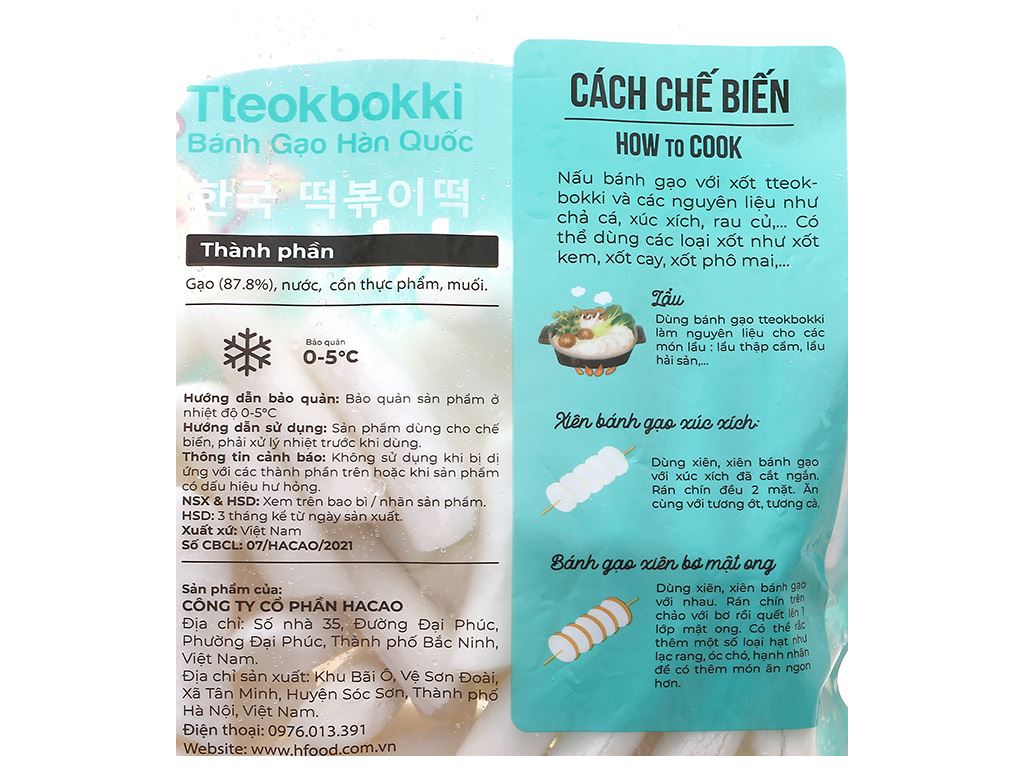 Tteokbokki
Bánh Gạo Hàn Quốc
한국 떡볶이떡
Thành phần
Gạo (87.8%), nước, cồn thực phẩm, muối.
Bảo quản
0-5°C
Hướng dẫn bảo quản: Bảo quản sản phẩm ở
nhiệt độ 0-5°C
Hướng dẫn sử dụng: Sản phẩm dùng cho chế
biến, phải xử lý nhiệt trước khi dùng.
Thông tin cảnh báo: Không sử dụng khi bị dị
ứng với các thành phần trên hoặc khi sản phẩm
có dấu hiệu hư hỏng.
NSX & HSD: Xem trên bao bì / nhãn sản phẩm.
HSD: 3 tháng kể từ ngày sản xuất.
Xuất xứ: Việt Nam
Số CBCL: 07/HACAO/2021
Sản phẩm của:
CÔNG TY CỔ PHẦN HACAO
Địa chỉ: Số nhà 35, Đường Đại Phúc,
Phường Đại Phúc, Thành phố Bắc Ninh,
Việt Nam.
Địa chỉ sản xuất: Khu Bãi Ổ, Vệ Sơn Đoài,
Xã Tân Minh, Huyện Sóc Sơn, Thành phố
Hà Nội, Việt Nam.
Điện thoại: 0976.013.391
Website: www.hfood.com.vn
CÁCH CHẾ BIẾN
HOW TO COOK
Nấu bánh gạo với xốt tteok-
bokki và các nguyên liệu như
chả cá, xúc xích, rau củ,... Có
thể dùng các loại xốt như xốt
kem, xốt cay, xốt phô mai,...
Lẩu
Dùng bánh gạo tteokbokki
làm nguyên liệu cho các
món lẩu : lẩu thập cẩm, lẩu
hải sản,...
Xiên bánh gạo xúc xích:
Dùng xiên, xiên bánh gạo
với xúc xích đã cắt ngắn.
Rán chín đều 2 mặt. Ăn
cùng với tương ớt, tương cà.
Bánh gạo xiên bơ mật ong
Dùng xiên, xiên bánh gạo
với nhau. Rán chín trên
chảo với bơ rồi quết lên 1
lớp mật ong. Có thể rắc
thêm một số loại hạt như
lạc rang, óc chó, hạnh nhân
để có thêm món ăn ngon
hơn.